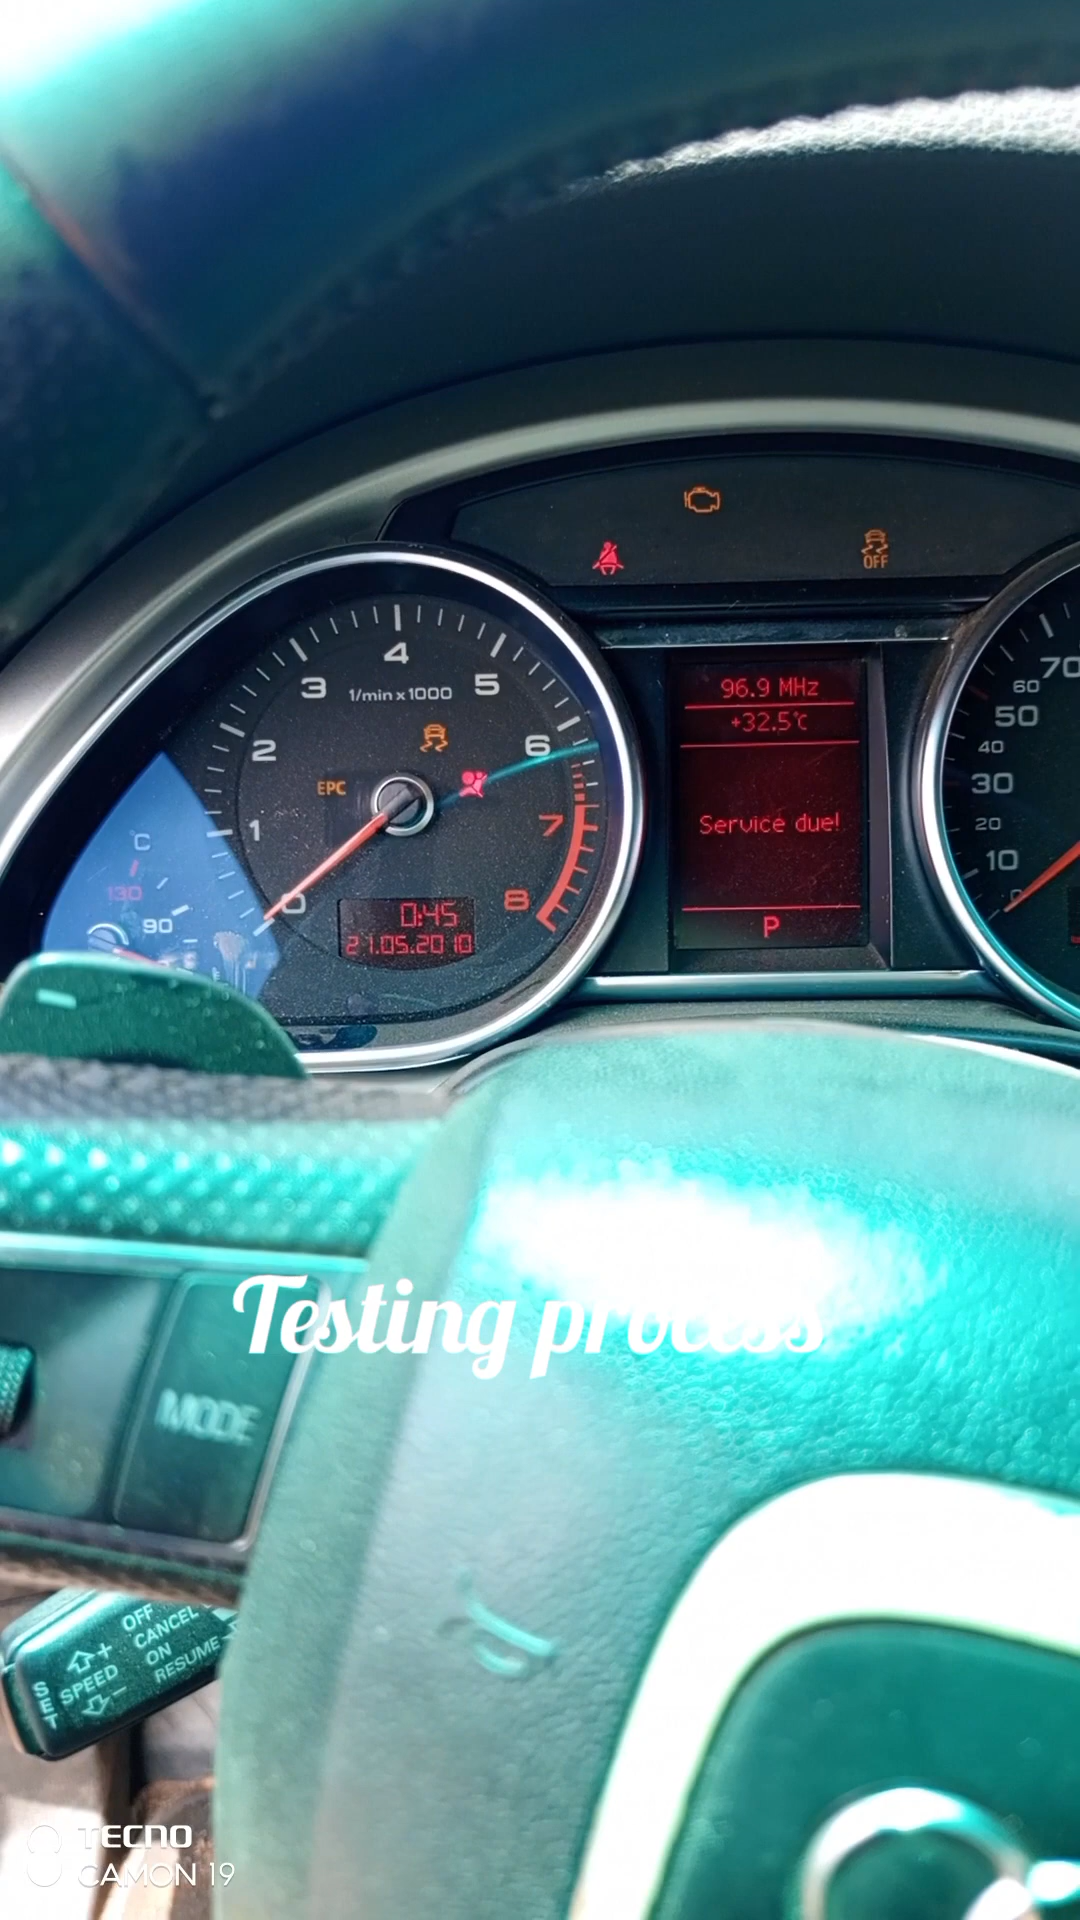 OFF
4
3
5
1/min x 1000
2
6
EPC
1
7
0
8
0:45
21.05.2010
°C
130
90
96.9 MHz
+32.5°C
Service due!
P
70
60
50
40
30
20
10
0
Testing process
MODE
OFF
CANCEL
ON
RESUME
SPEED
SET
TECNO
CAMON 19